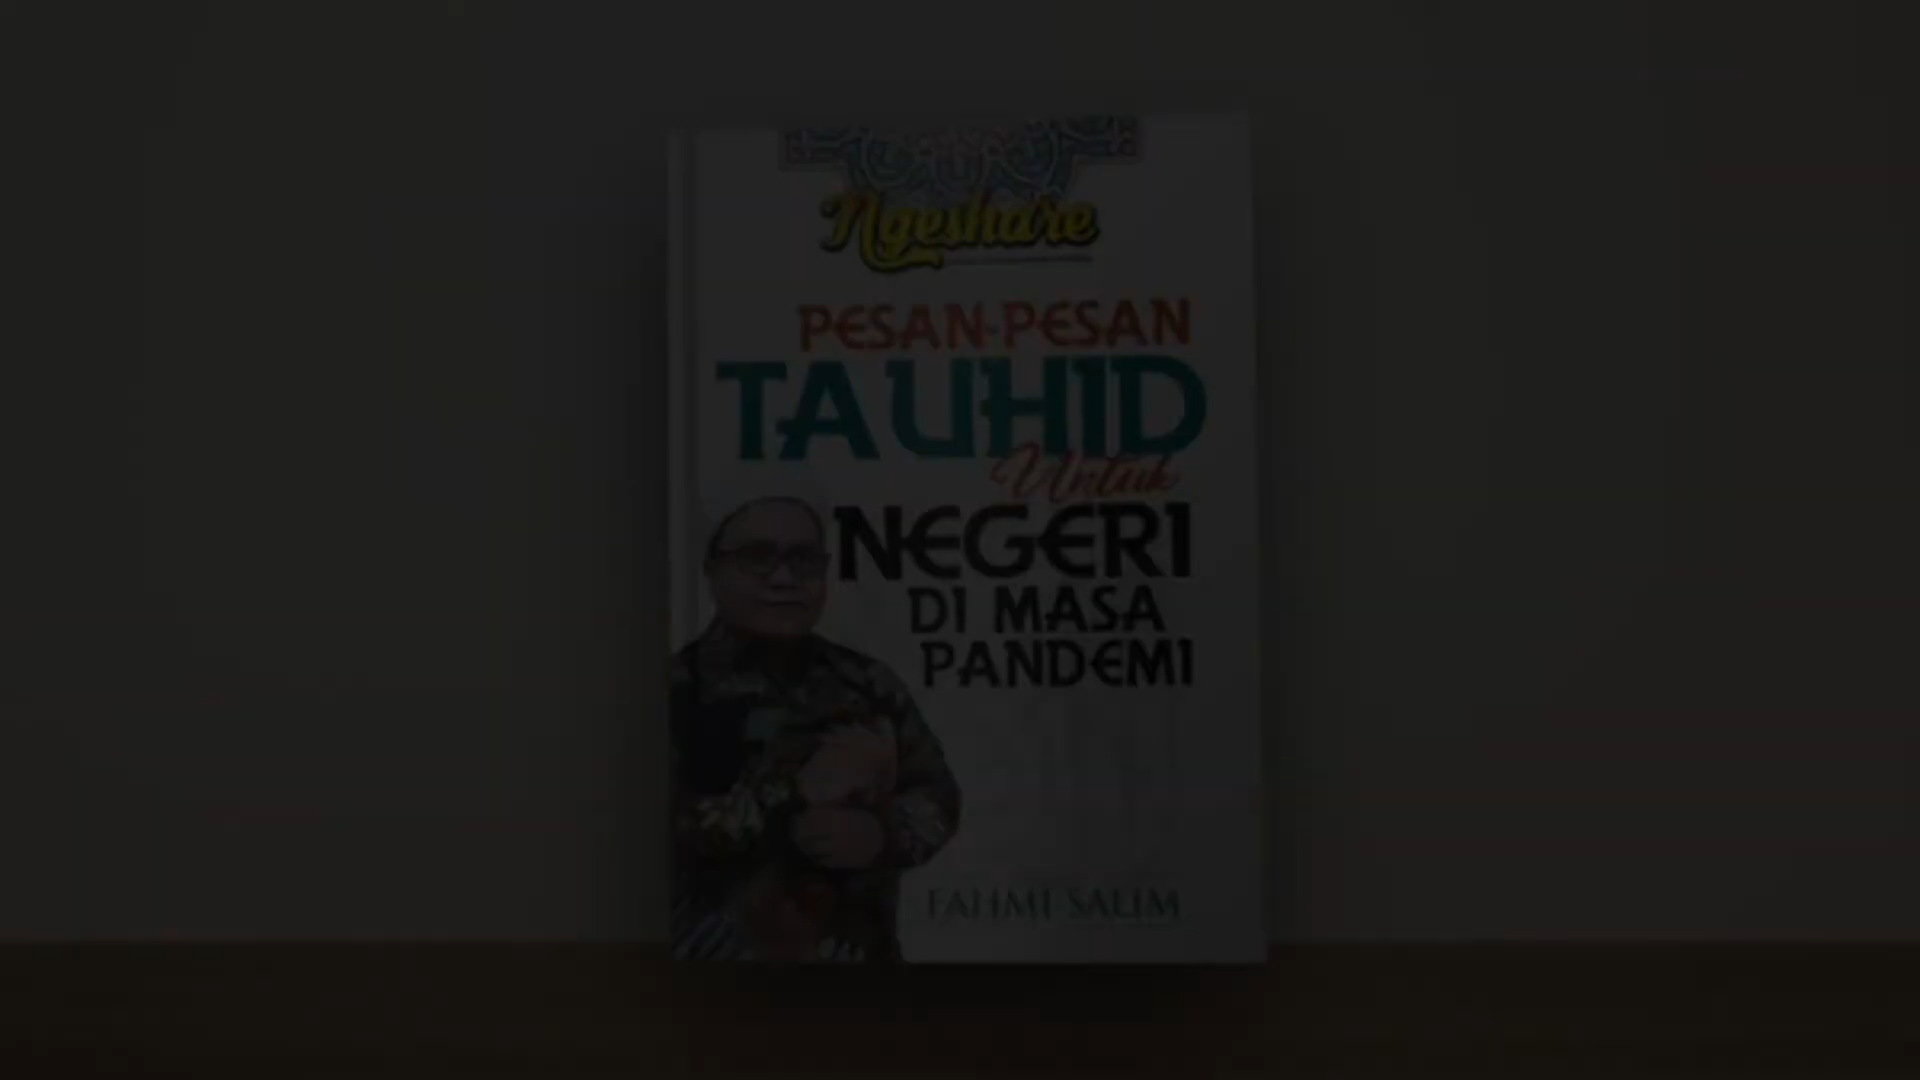 Ngeshare
PESAN-PESAN
TAUHID
Untuk
NEGERI
DI MASA
PANDEMI
FAHMI SALIM